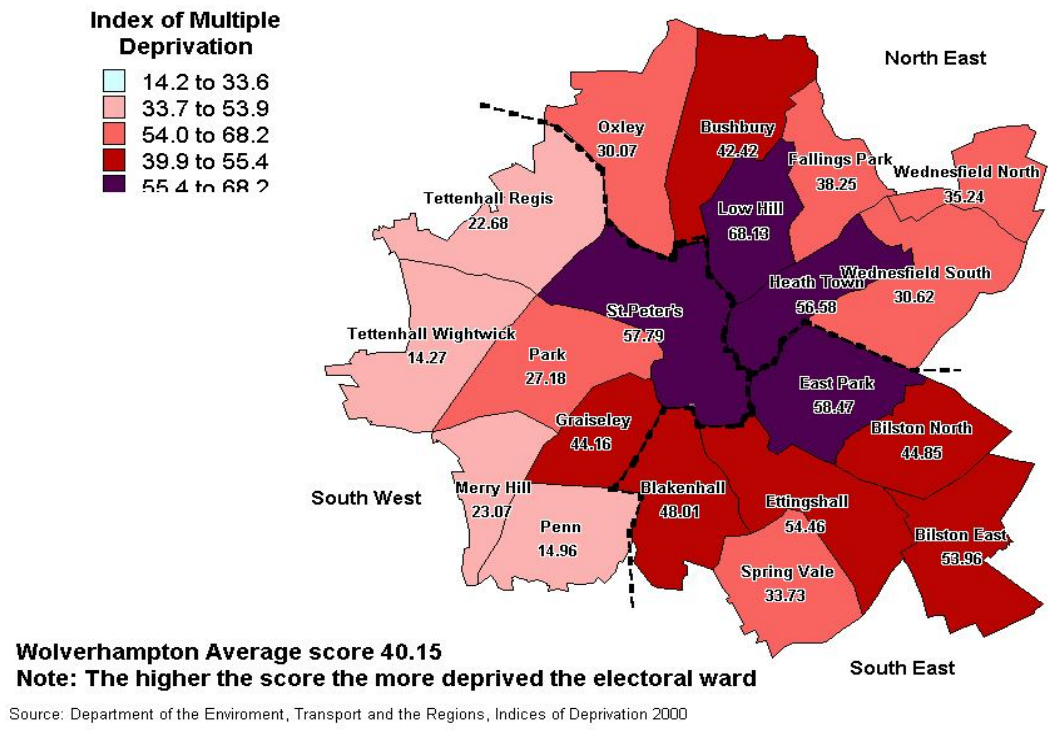 Index of Multiple
Deprivation
14.2 to 33.6
33.7 to 53.9
54.0 to 68.2
39.9 to 55.4
55.4 to 68.2
North East
Oxley
30.07
Bushbury
42.42
Fallings Park
38.25
Wednesfield North
35.24
Tettenhall Regis
22.68
Low Hill
68.13
Heath Town
56.58
Wednesfield South
30.62
St.Peter's
57.79
Tettenhall Wightwick
14.27
Park
27.18
East Park
58.47
Graiseley
44.16
Bilston North
44.85
South West
Merry Hill
23.07
Penn
14.96
Blakenhall
48.01
Ettingshall
54.46
Bilston East
53.96
Spring Vale
33.73
South East
Wolverhampton Average score 40.15
Note: The higher the score the more deprived the electoral ward
Source: Department of the Enviroment, Transport and the Regions, Indices of Deprivation 2000